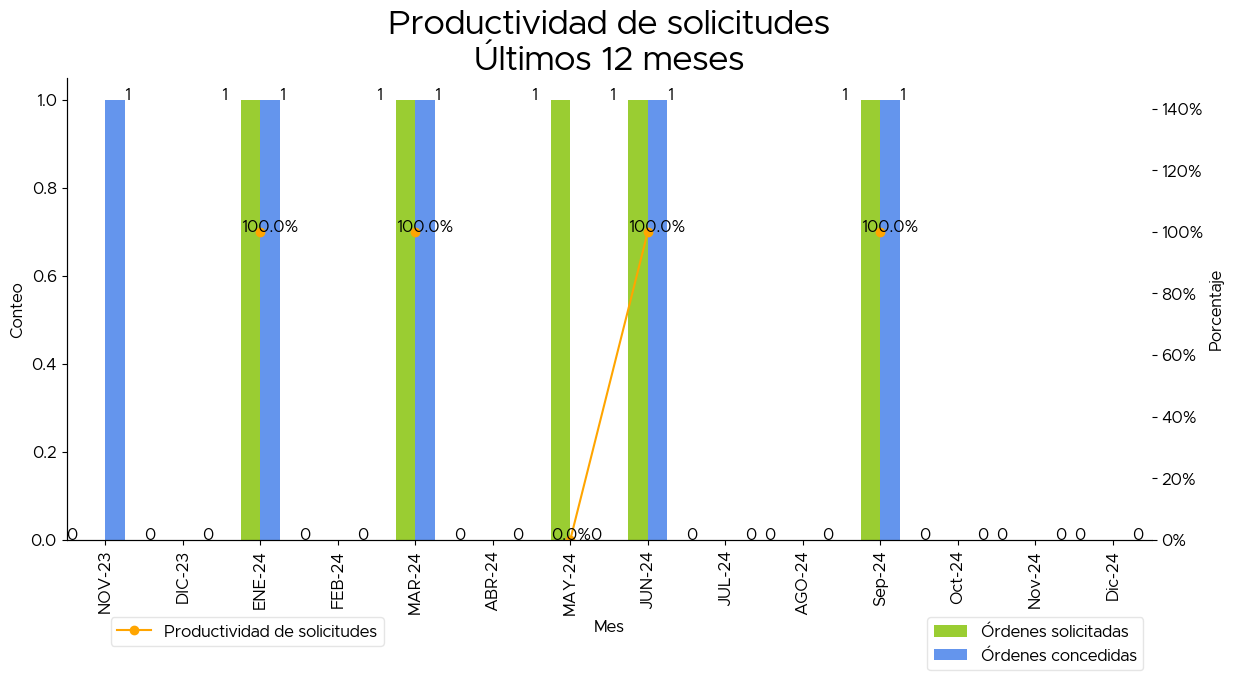 Productividad de solicitudes
Últimos 12 meses
1 1 1 1 1 1 1 1 1 1
1.0
0.8
0.6
0.4
0.2
0.0
Conteo
140%
120%
100%
80%
60%
40%
20%
0%
Porcentaje
100.0% 100.0% 100.0% 100.0%
0 0 0 0 0 0 0 0.0% 0 0 0 0 0 0 0 0 0 0
NOV-23 DIC-23 ENE-24 FEB-24 MAR-24 ABR-24 MAY-24 JUN-24 JUL-24 AGO-24 Sep-24 Oct-24 Nov-24 Dic-24
Mes
Productividad de solicitudes
Órdenes solicitadas
Órdenes concedidas